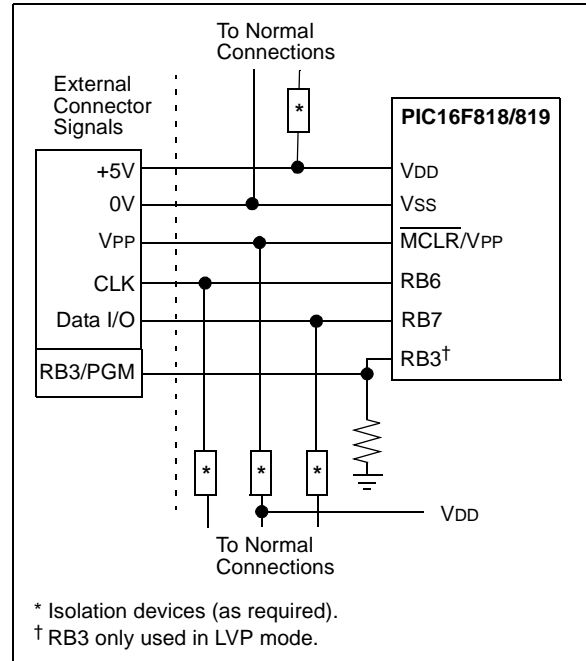 To Normal
Connections
External
Connector
Signals
*
PIC16F818/819
+5V
VDD
0V
VSS
VPP
MCLR/VPP
CLK
RB6
Data I/O
RB7
RB3†
RB3/PGM
*
*
*
VDD
To Normal
Connections
* Isolation devices (as required).
† RB3 only used in LVP mode.